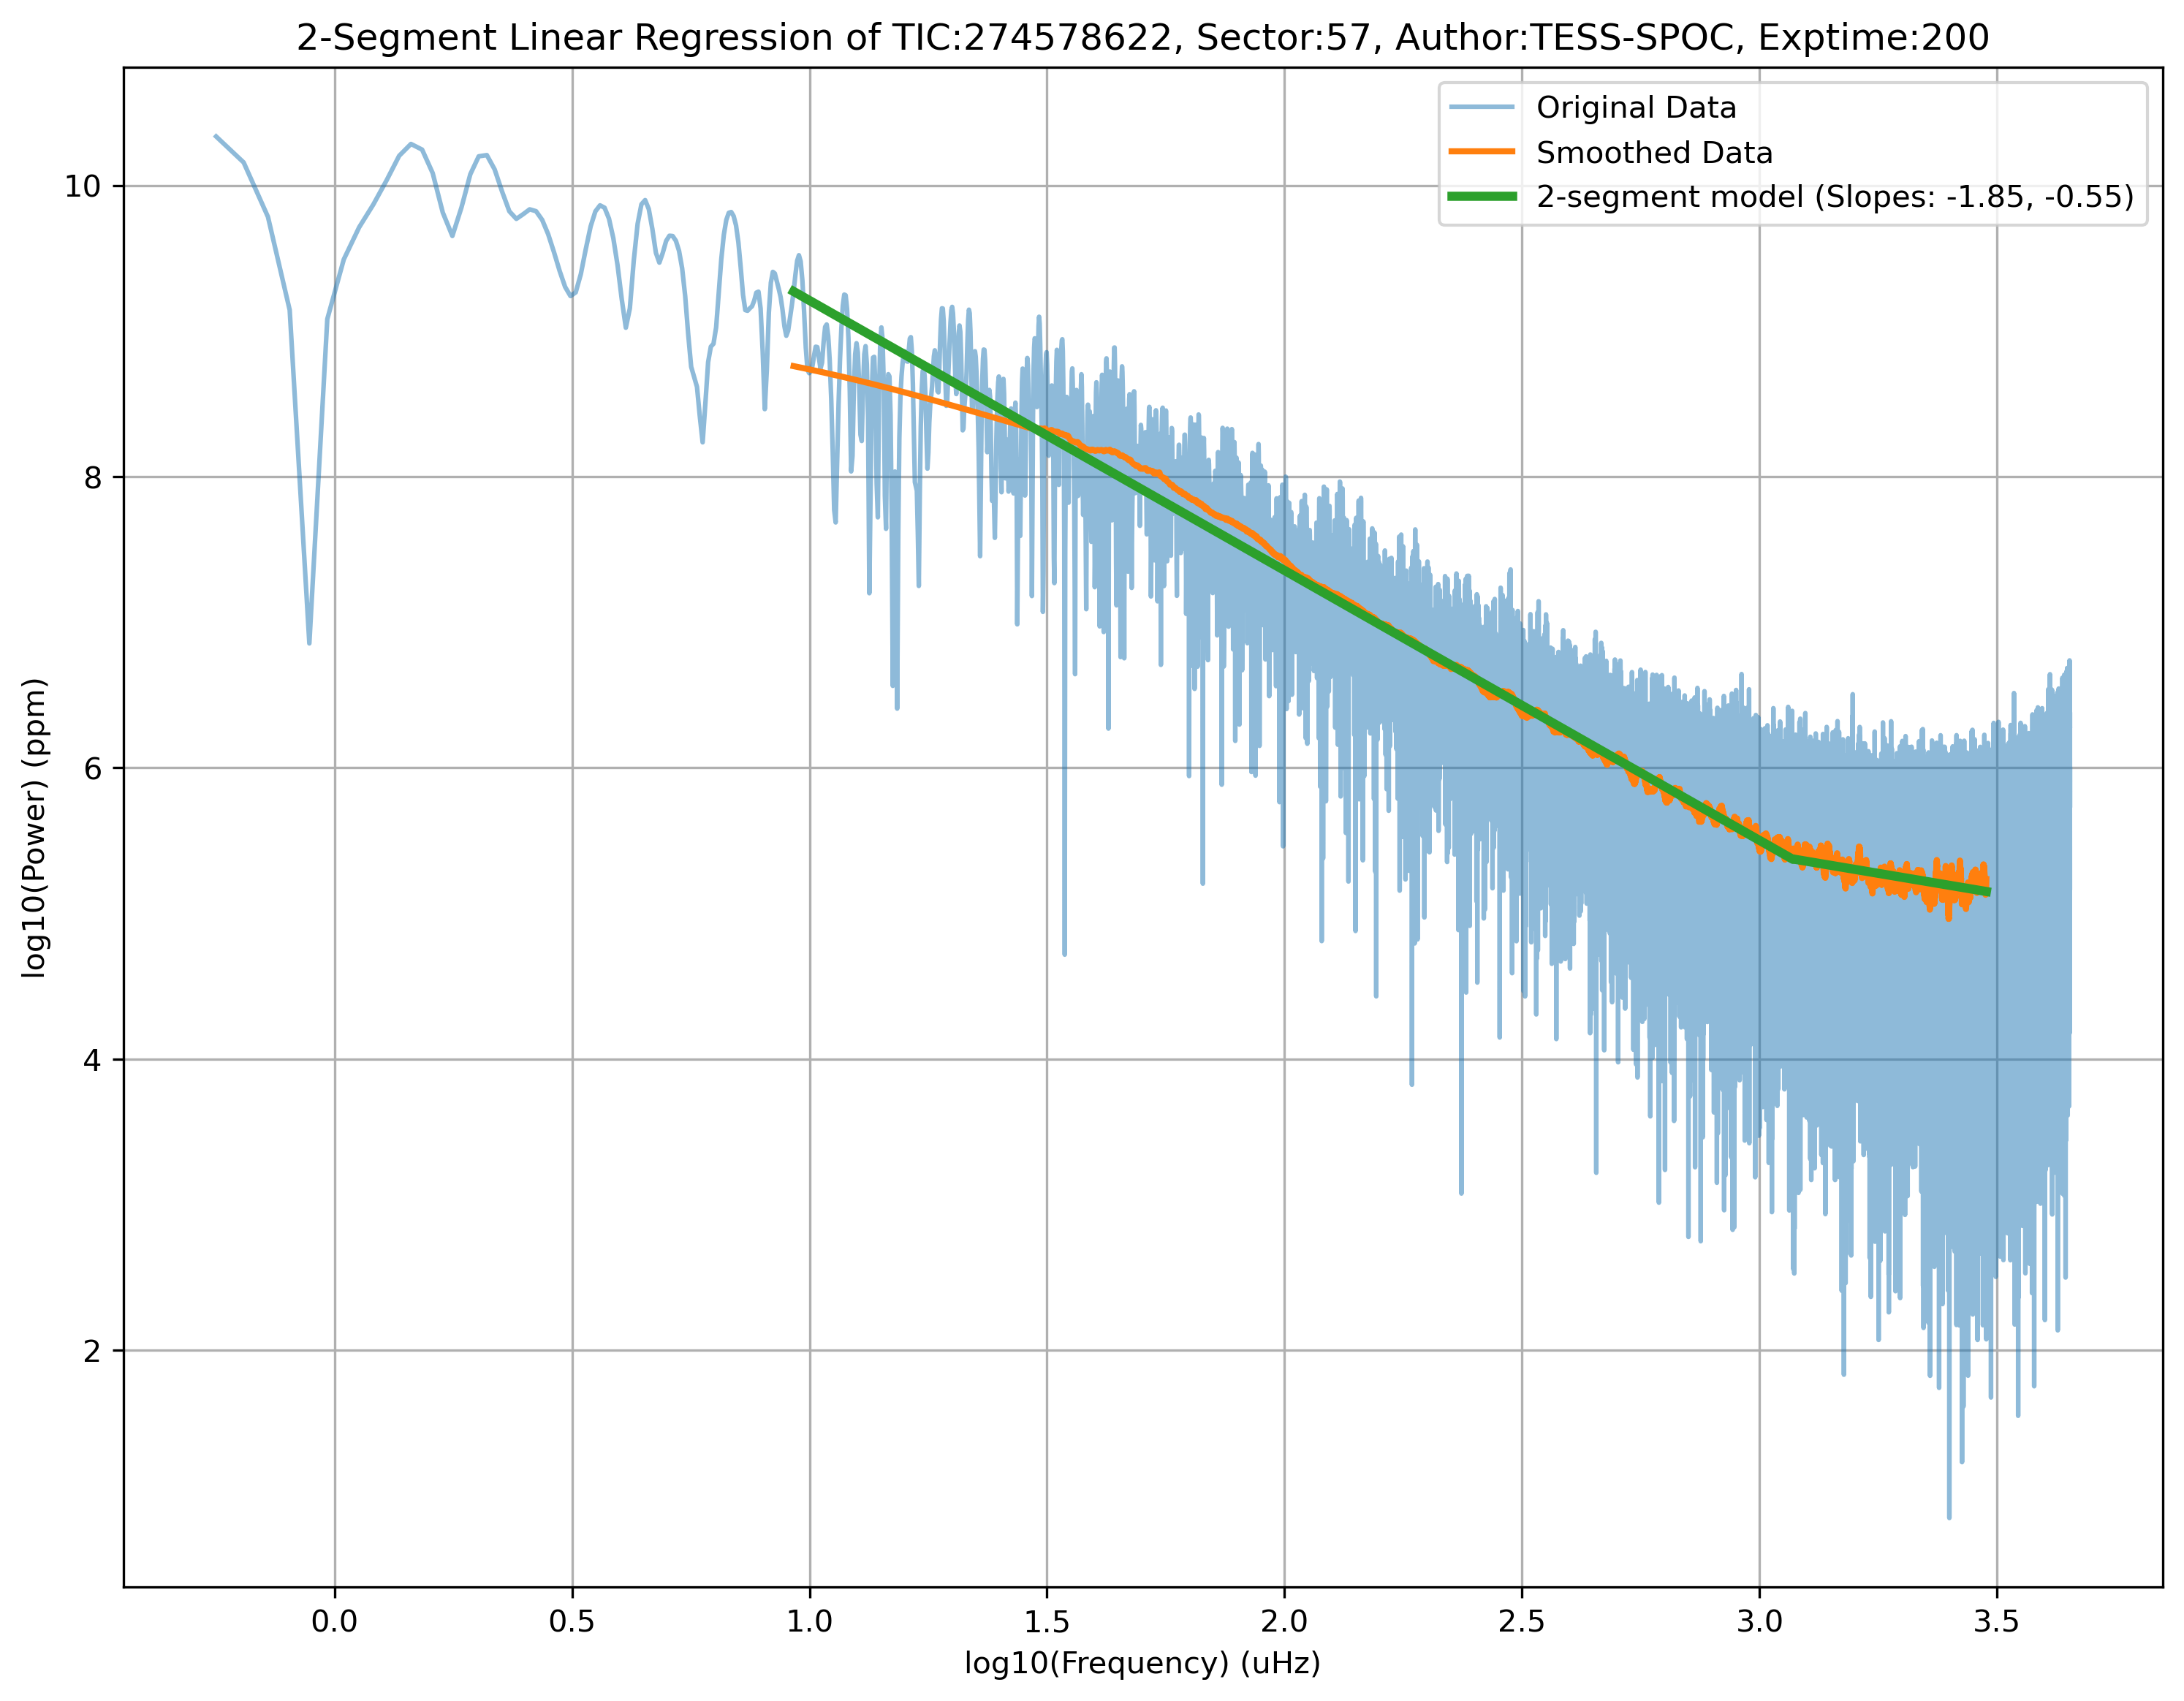 2-Segment Linear Regression of TIC:274578622, Sector:57, Author:TESS-SPOC, Exptime:200
Original Data
Smoothed Data
2-segment model (Slopes: -1.85, -0.55)
log10(Power) (ppm)
10
8
6
4
2
0.0 0.5 1.0 1.5 2.0 2.5 3.0 3.5
log10(Frequency) (uHz)